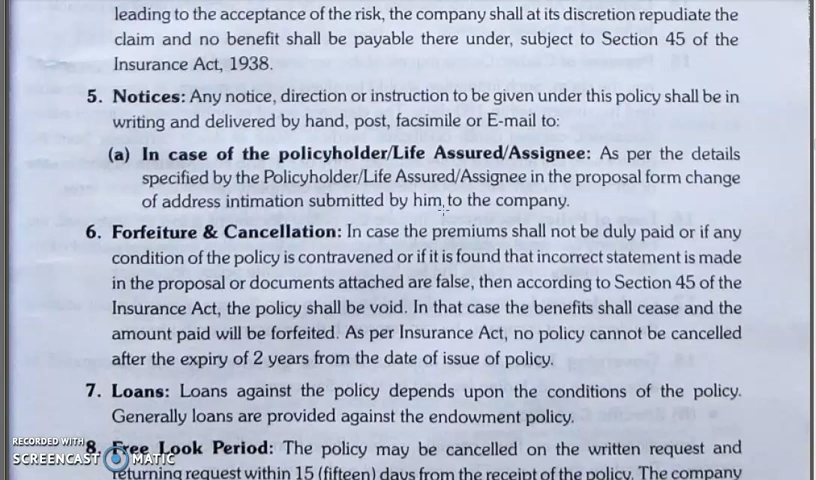 leading to the acceptance of the risk, the company shall at its discretion repudiate the
claim and no benefit shall be payable there under, subject to Section 45 of the
Insurance Act, 1938.
5. Notices: Any notice, direction or instruction to be given under this policy shall be in
writing and delivered by hand, post, facsimile or E-mail to:
(a) In case of the policyholder/Life Assured/Assignee: As per the details
specified by the Policyholder/Life Assured/Assignee in the proposal form change
of address intimation submitted by him to the company.
6. Forfeiture & Cancellation: In case the premiums shall not be duly paid or if any
condition of the policy is contravened or if it is found that incorrect statement is made
in the proposal or documents attached are false, then according to Section 45 of the
Insurance Act, the policy shall be void. In that case the benefits shall cease and the
amount paid will be forfeited. As per Insurance Act, no policy cannot be cancelled
after the expiry of 2 years from the date of issue of policy.
7. Loans: Loans against the policy depends upon the conditions of the policy.
Generally loans are provided against the endowment policy.
8. Free Look Period: The policy may be cancelled on the written request and
returning request within 15 (fifteen) days from the receipt of the policy. The company
RECORDED WITH
SCREENCAST MATIC